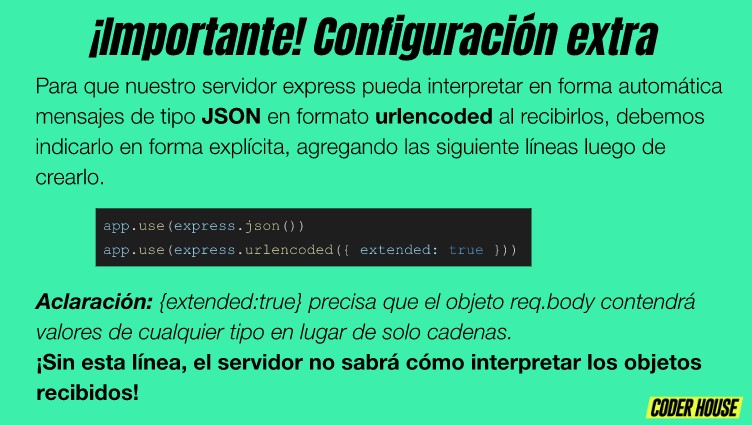 ¡Importante! Configuración extra
Para que nuestro servidor express pueda interpretar en forma automática
mensajes de tipo JSON en formato urlencoded al recibirlos, debemos
indicarlo en forma explícita, agregando las siguiente líneas luego de
crearlo.
app.use(express.json())
app.use(express.urlencoded({ extended: true }))
Aclaración: {extended:true} precisa que el objeto req.body contendrá
valores de cualquier tipo en lugar de solo cadenas.
¡Sin esta línea, el servidor no sabrá cómo interpretar los objetos
recibidos!
CODER HOUSE